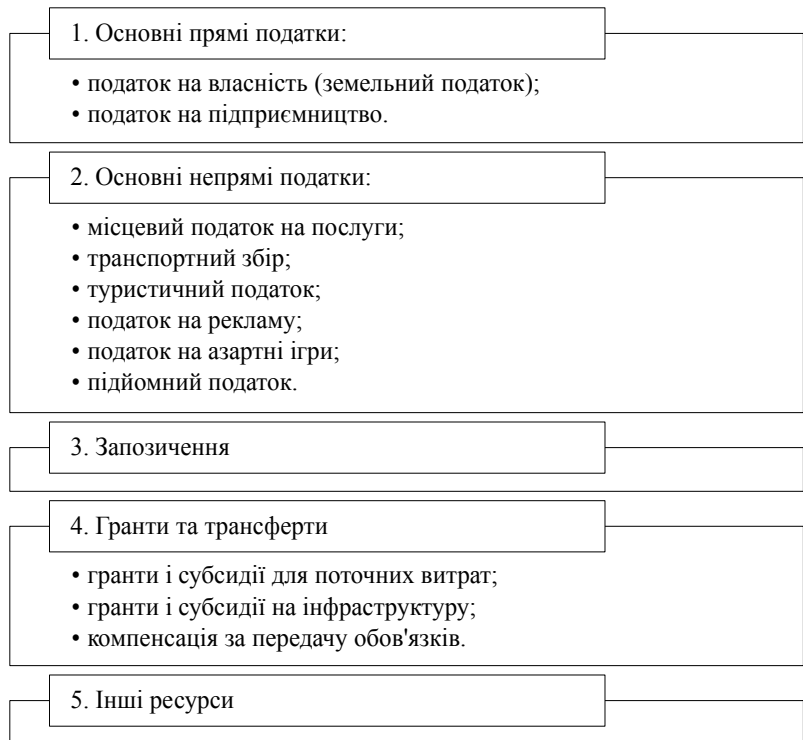 1. Основні прямі податки:
• податок на власність (земельний податок);
• податок на підприємництво.
2. Основні непрямі податки:
• місцевий податок на послуги;
• транспортний збір;
• туристичний податок;
• податок на рекламу;
• податок на азартні ігри;
• підйомний податок.
3. Запозичення
4. Гранти та трансферти
• гранти і субсидії для поточних витрат;
• гранти і субсидії на інфраструктуру;
• компенсація за передачу обов'язків.
5. Інші ресурси